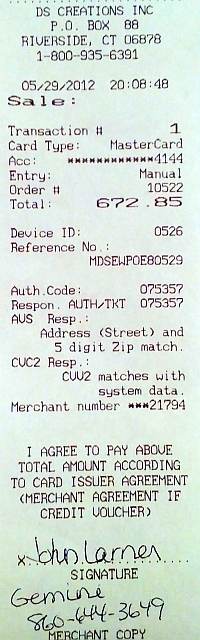 DS CREATIONS INC
P.O. BOX 88
RIVERSIDE, CT 06878
1-800-935-6391
05/29/2012 20:08:48
Sale:
Transaction # 1
Card Type: MasterCard
Acc: ************4144
Entry: Manual
Order # 10522
Total: 672.85
Device ID: 0526
Reference No.:
MDSEWPOE80529
Auth.Code: 075357
Respon. AUTH/TKT 075357
AVS Resp.:
Address (Street) and
5 digit Zip match.
CVC2 Resp.:
CVV2 matches with
system data.
Merchant number ***21794
I AGREE TO PAY ABOVE
TOTAL AMOUNT ACCORDING
TO CARD ISSUER AGREEMENT
(MERCHANT AGREEMENT IF
CREDIT VOUCHER)
x John Larner
SIGNATURE
Gemini
860-644-3649
MERCHANT COPY